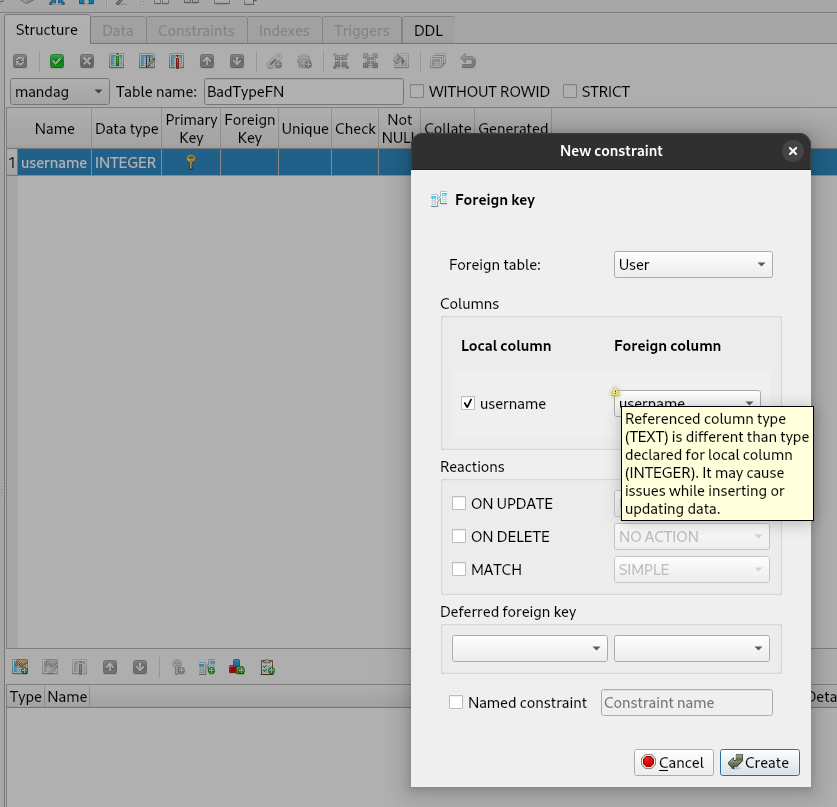 Structure Data Constraints Indexes Triggers DDL
mandag Table name: BadTypeFN WITHOUT ROWID STRICT
Name Data type Primary Key Foreign Key Unique Check Not NULL Collate Generated
1 username INTEGER
New constraint
Foreign key
Foreign table: User
Columns
Local column Foreign column
username username
Referenced column type
(TEXT) is different than type
declared for local column
(INTEGER). It may cause
issues while inserting or
updating data.
Reactions
ON UPDATE
ON DELETE NO ACTION
MATCH SIMPLE
Deferred foreign key
Named constraint Constraint name
Type Name Deta
Cancel Create